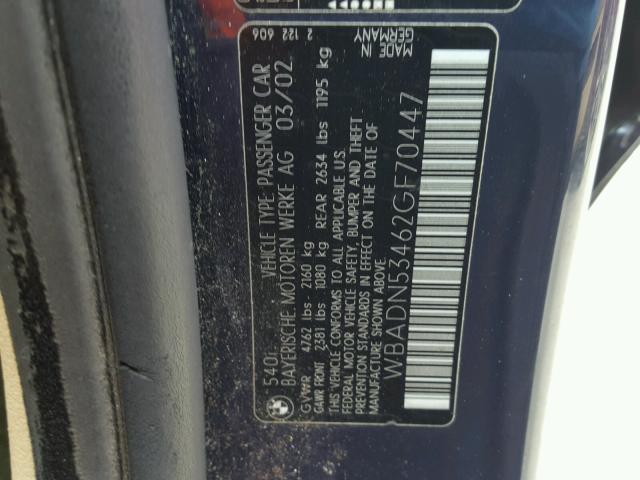 540i VEHICLE TYPE PASSENGER CAR
BAYERISCHE MOTOREN WERKE AG 03/02
GVWR 4762 lbs 2160 kg
GAWR FRONT 2381 lbs 1080 kg REAR 2634 lbs 1195 kg
THIS VEHICLE CONFORMS TO ALL APPLICABLE U.S.
FEDERAL MOTOR VEHICLE SAFETY, BUMPER AND THEFT
PREVENTION STANDARDS IN EFFECT ON THE DATE OF
MANUFACTURE SHOWN ABOVE.
WBADN53462GF70447
2 122 606
MADE IN
GERMANY